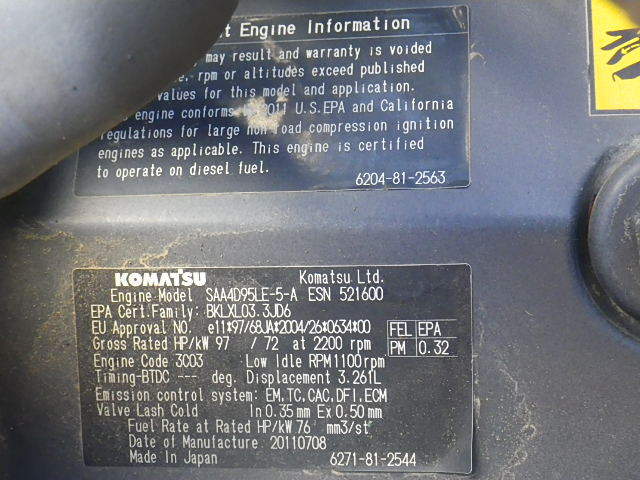 t Engine Information
may result and warranty is voided
rpm or altitudes exceed published
values for this model and application.
engine conforms 2011 U.S.EPA and California
regulations for large non-road compression ignition
engines as applicable. This engine is certified
to operate on diesel fuel.
6204-81-2563
KOMATSU Komatsu Ltd.
Engine Model SAA4D95LE-5-A ESN 521600
EPA Cert.Family: BKLXL03.3JD6
EU Approval NO. e11*97/68JA*2004/26*0634*00
FEL EPA
Gross Rated HP/kW 97 / 72 at 2200 rpm
PM 0.32
Engine Code 3C03 Low Idle RPM1100rpm
Timing-BTDC --- deg. Displacement 3.261L
Emission control system: EM,TC,CAC,DFI,ECM
Valve Lash Cold In 0.35 mm Ex 0.50 mm
Fuel Rate at Rated HP/kW 76 mm3/st
Date of Manufacture 20110708
Made In Japan 6271-81-2544